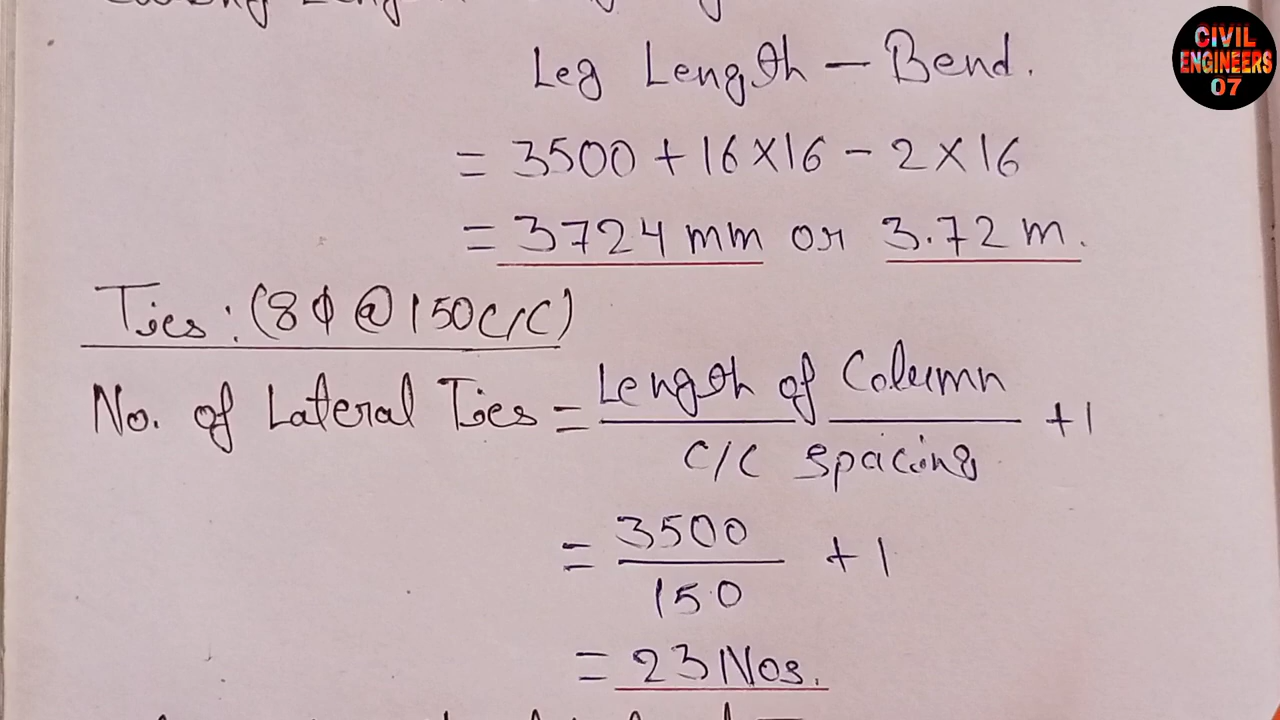 CIVIL
ENGINEERS
07
Leg Length – Bend.
= 3500 + 16×16 – 2×16
= 3724 mm or 3.72 m.
Ties: (8ϕ @ 150 C/C)
No. of Lateral Ties = Length of Column / C/C spacing + 1
= 3500 / 150 + 1
= 23 Nos.